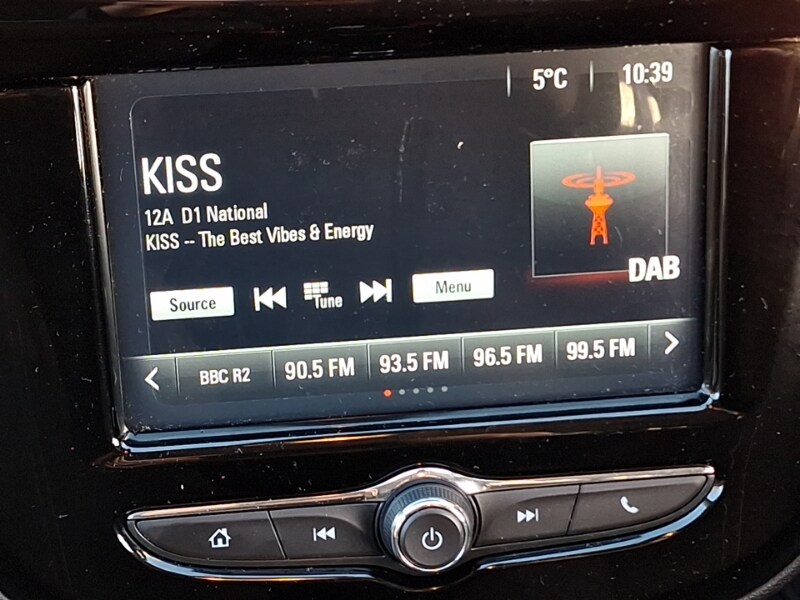 5°C 10:39
KISS
12A D1 National
KISS -- The Best Vibes & Energy
DAB
Source Tune Menu
BBC R2 90.5 FM 93.5 FM 96.5 FM 99.5 FM